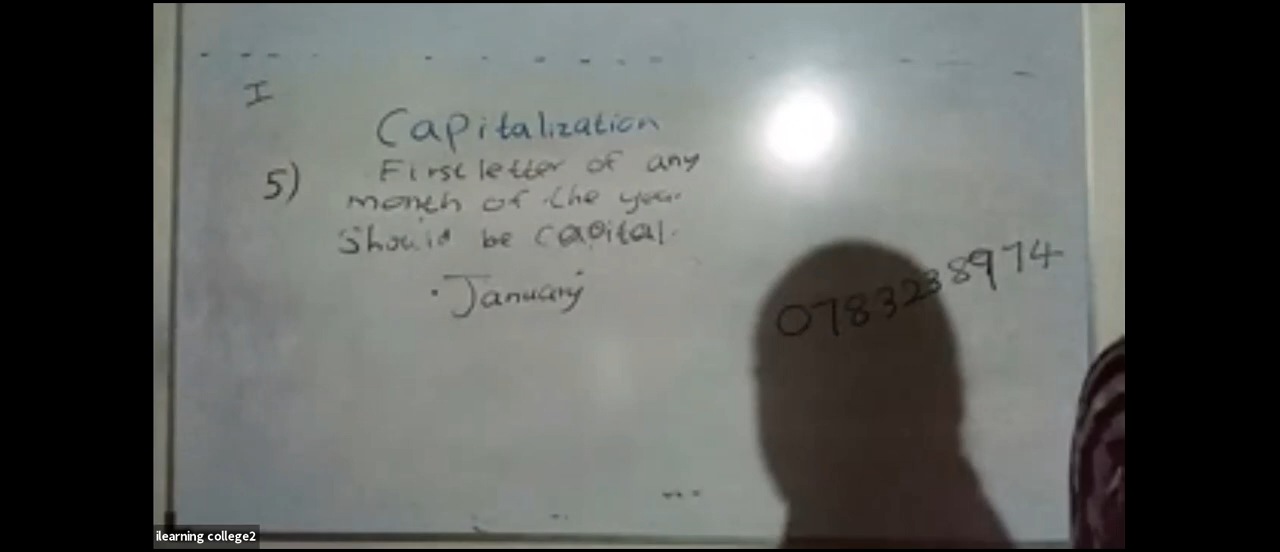 I
Capitalization
5) First letter of any
month of the year
should be capital.
. January
0783238974
ilearning college2